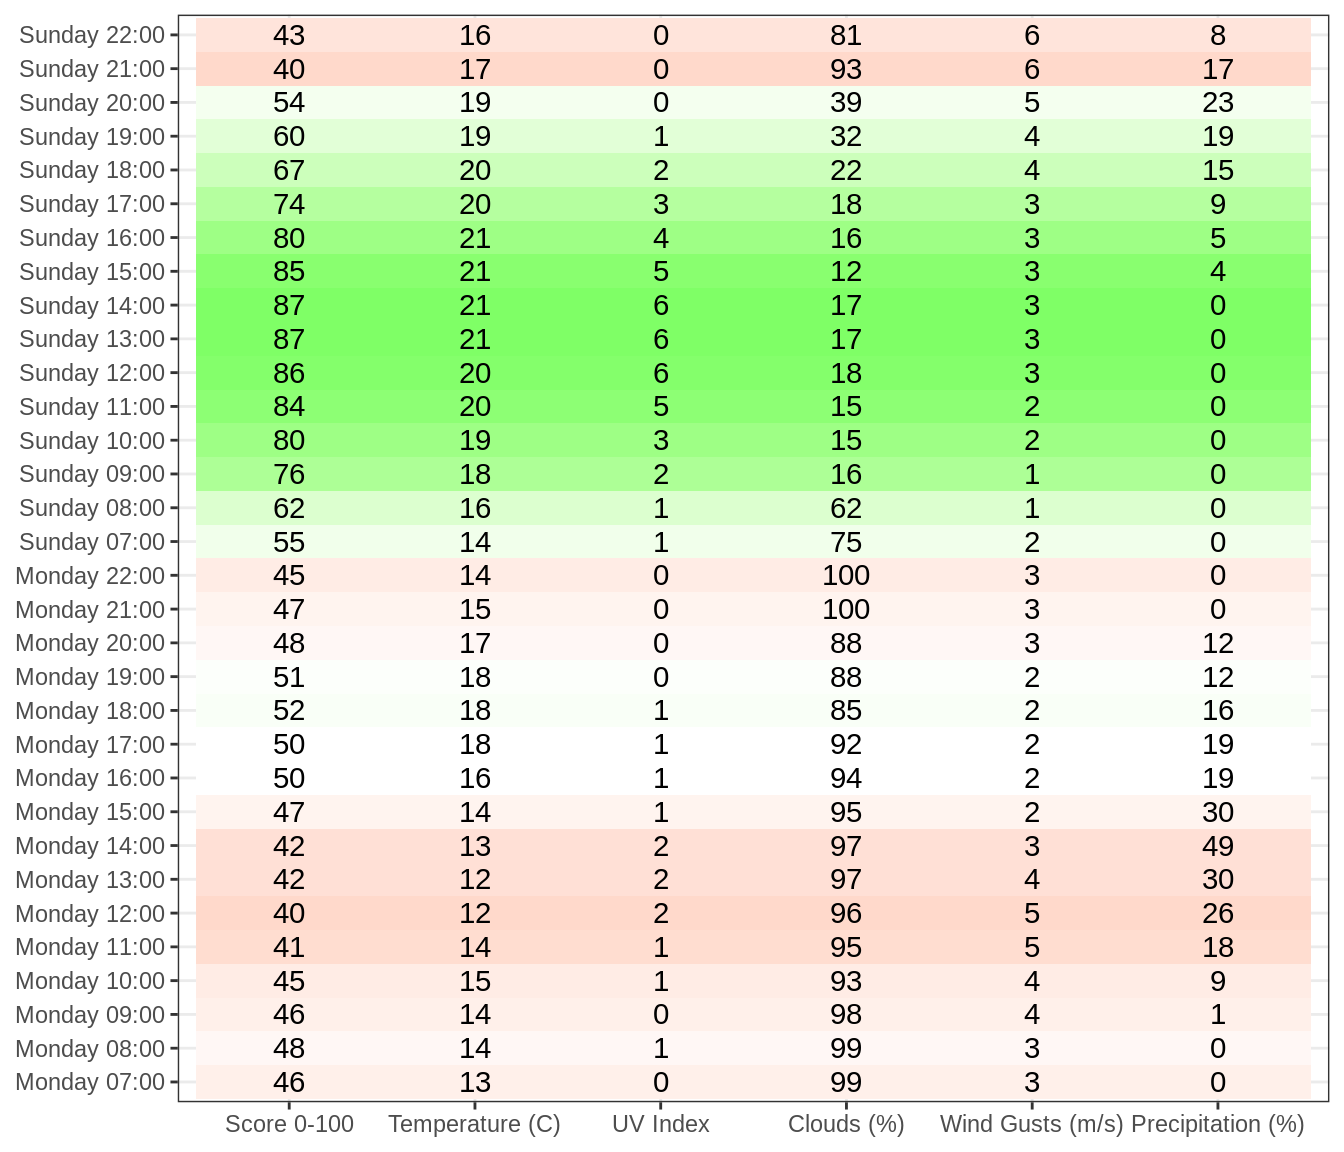 Sunday 22:00 43 16 0 81 6 8
Sunday 21:00 40 17 0 93 6 17
Sunday 20:00 54 19 0 39 5 23
Sunday 19:00 60 19 1 32 4 19
Sunday 18:00 67 20 2 22 4 15
Sunday 17:00 74 20 3 18 3 9
Sunday 16:00 80 21 4 16 3 5
Sunday 15:00 85 21 5 12 3 4
Sunday 14:00 87 21 6 17 3 0
Sunday 13:00 87 21 6 17 3 0
Sunday 12:00 86 20 6 18 3 0
Sunday 11:00 84 20 5 15 2 0
Sunday 10:00 80 19 3 15 2 0
Sunday 09:00 76 18 2 16 1 0
Sunday 08:00 62 16 1 62 1 0
Sunday 07:00 55 14 1 75 2 0
Monday 22:00 45 14 0 100 3 0
Monday 21:00 47 15 0 100 3 0
Monday 20:00 48 17 0 88 3 12
Monday 19:00 51 18 0 88 2 12
Monday 18:00 52 18 1 85 2 16
Monday 17:00 50 18 1 92 2 19
Monday 16:00 50 16 1 94 2 19
Monday 15:00 47 14 1 95 2 30
Monday 14:00 42 13 2 97 3 49
Monday 13:00 42 12 2 97 4 30
Monday 12:00 40 12 2 96 5 26
Monday 11:00 41 14 1 95 5 18
Monday 10:00 45 15 1 93 4 9
Monday 09:00 46 14 0 98 4 1
Monday 08:00 48 14 1 99 3 0
Monday 07:00 46 13 0 99 3 0
Score 0-100 Temperature (C) UV Index Clouds (%) Wind Gusts (m/s) Precipitation (%)